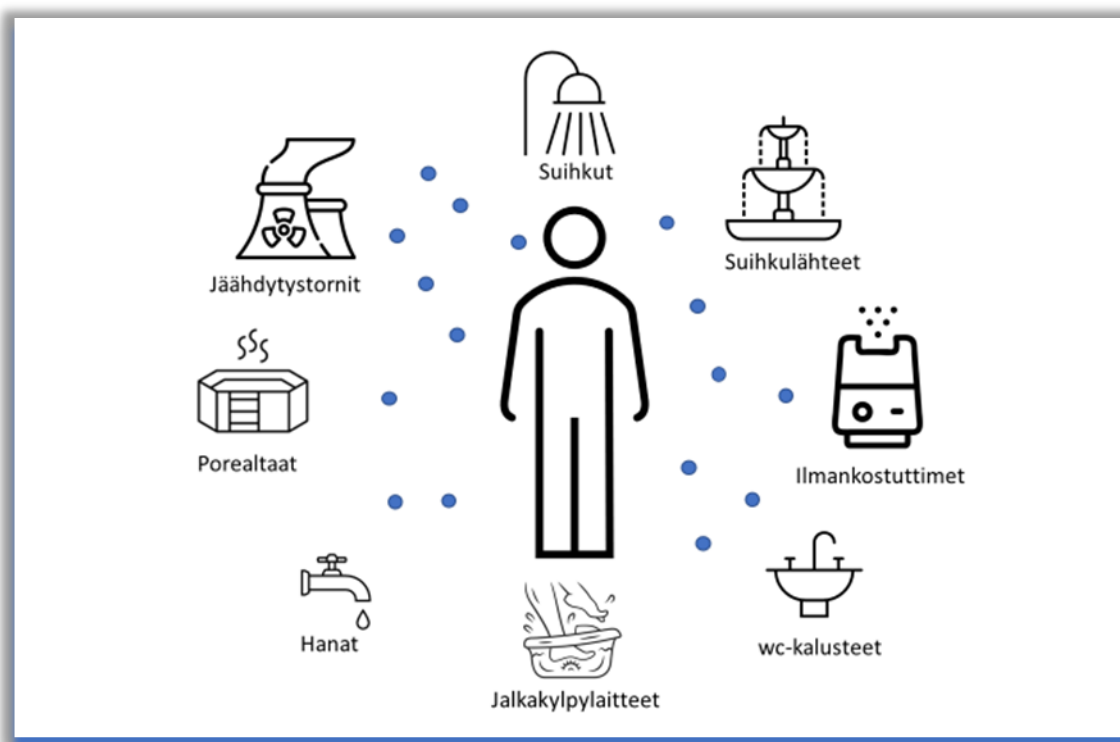 Suihkut
Suihkulähteet
Jäähdytystornit
Porealtaat
Ilmankostuttimet
Hanat
wc-kalusteet
Jalkakylpylaitteet